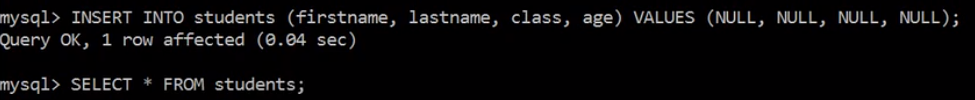 mysql> INSERT INTO students (firstname, lastname, class, age) VALUES (NULL, NULL, NULL, NULL);
Query OK, 1 row affected (0.04 sec)
mysql> SELECT * FROM students;